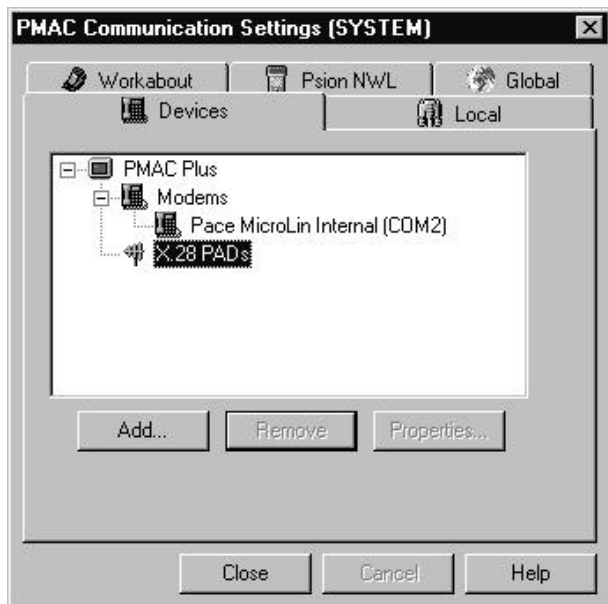 PMAC Communication Settings (SYSTEM)
Workabout Psion NWL Global
Devices Local
PMAC Plus
Modems
Pace MicroLin Internal (COM2)
X.28 PADs
Add... Remove Properties...
Close Cancel Help